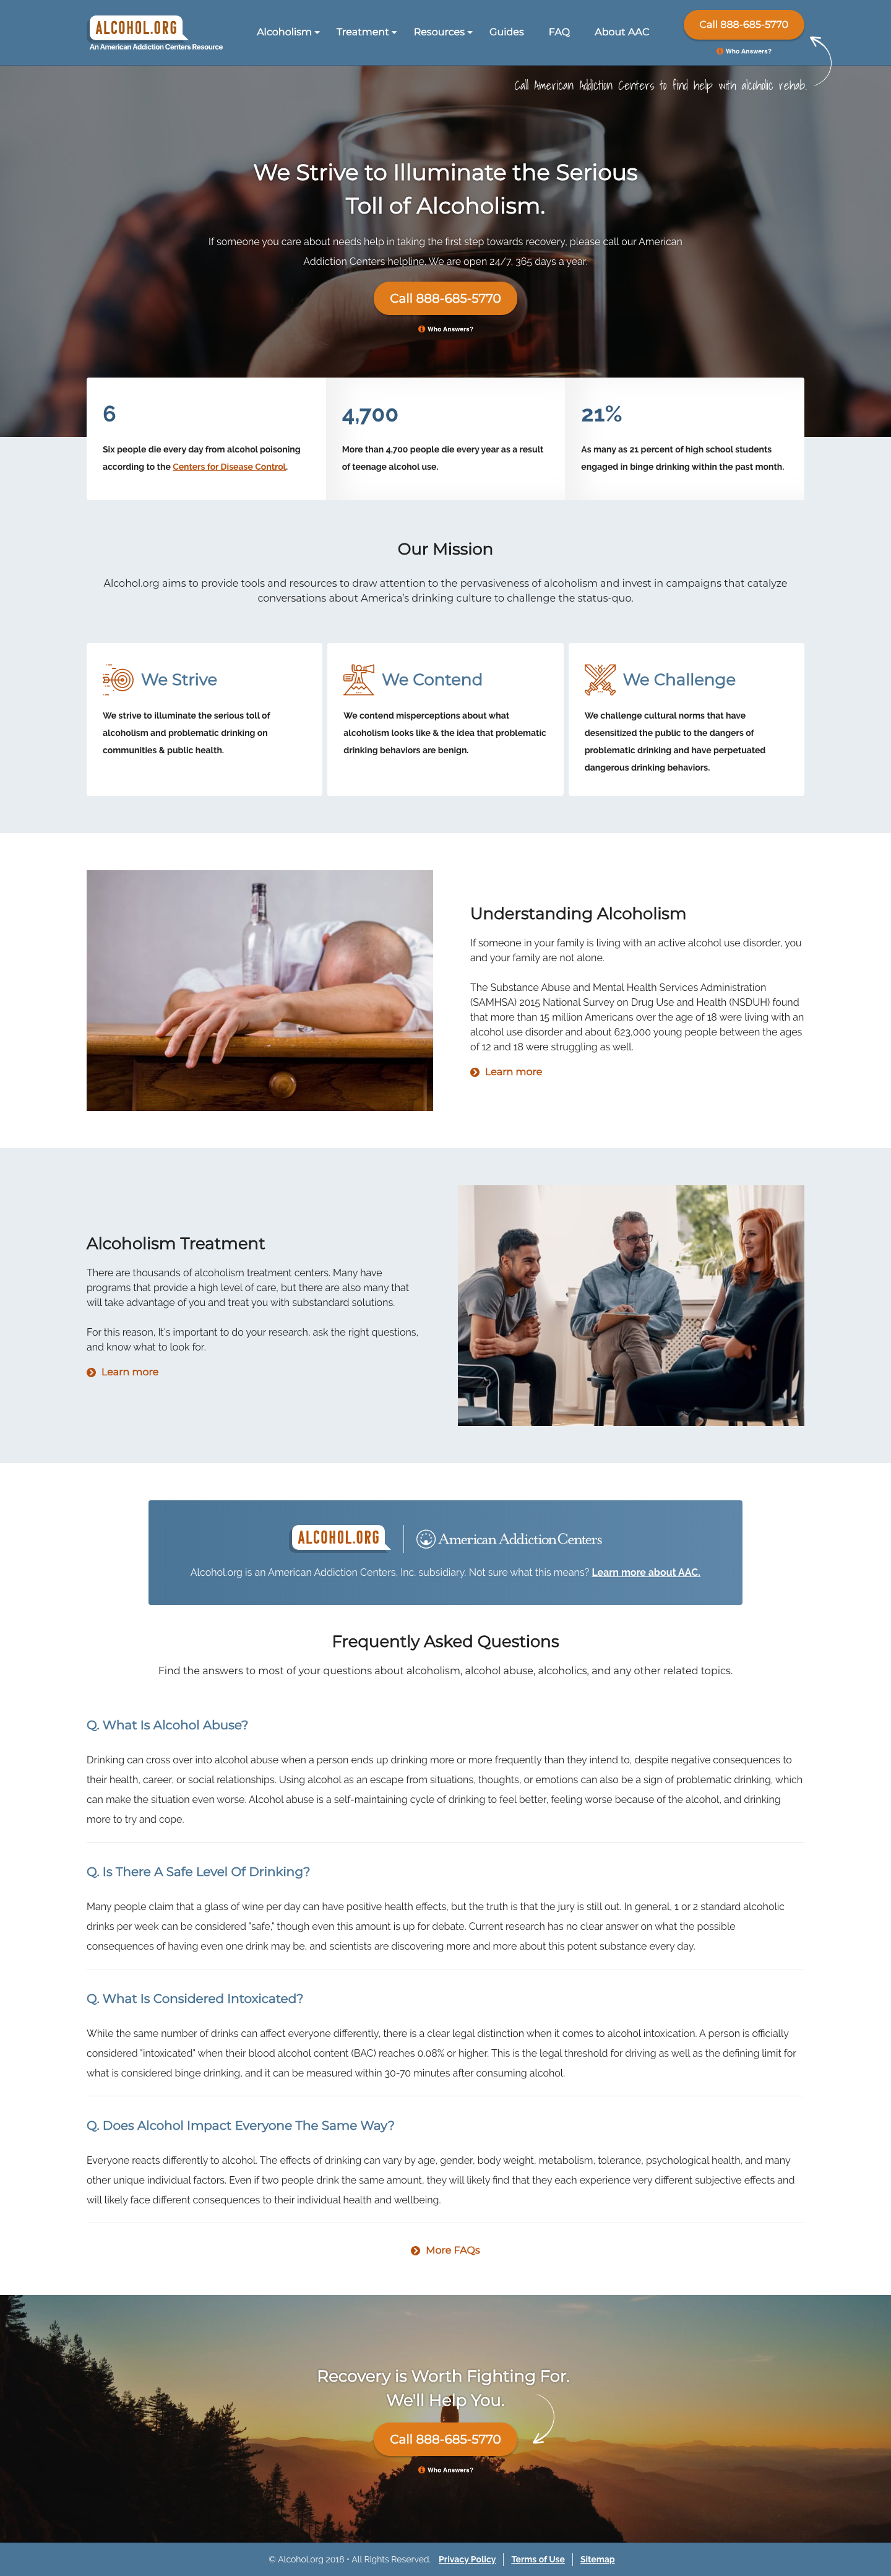 ALCOHOL.ORG
An American Addiction Centers Resource
Alcoholism
Treatment
Resources
Guides
FAQ
About AAC
Call 888-685-5770
Who Answers?
Call American Addiction Centers to find help with alcoholic rehab.
We Strive to Illuminate the Serious
Toll of Alcoholism.
If someone you care about needs help in taking the first step towards recovery, please call our American
Addiction Centers helpline. We are open 24/7, 365 days a year.
Call 888-685-5770
Who Answers?
6
Six people die every day from alcohol poisoning
according to the Centers for Disease Control.
4,700
More than 4,700 people die every year as a result
of teenage alcohol use.
21%
As many as 21 percent of high school students
engaged in binge drinking within the past month.
Our Mission
Alcohol.org aims to provide tools and resources to draw attention to the pervasiveness of alcoholism and invest in campaigns that catalyze
conversations about America's drinking culture to challenge the status-quo.
We Strive
We strive to illuminate the serious toll of
alcoholism and problematic drinking on
communities & public health.
We Contend
We contend misperceptions about what
alcoholism looks like & the idea that problematic
drinking behaviors are benign.
We Challenge
We challenge cultural norms that have
desensitized the public to the dangers of
problematic drinking and have perpetuated
dangerous drinking behaviors.
Understanding Alcoholism
If someone in your family is living with an active alcohol use disorder, you
and your family are not alone.
The Substance Abuse and Mental Health Services Administration
(SAMHSA) 2015 National Survey on Drug Use and Health (NSDUH) found
that more than 15 million Americans over the age of 18 were living with an
alcohol use disorder and about 623,000 young people between the ages
of 12 and 18 were struggling as well.
Learn more
Alcoholism Treatment
There are thousands of alcoholism treatment centers. Many have
programs that provide a high level of care, but there are also many that
will take advantage of you and treat you with substandard solutions.
For this reason, It's important to do your research, ask the right questions,
and know what to look for.
Learn more
ALCOHOL.ORG
American Addiction Centers
Alcohol.org is an American Addiction Centers, Inc. subsidiary. Not sure what this means? Learn more about AAC.
Frequently Asked Questions
Find the answers to most of your questions about alcoholism, alcohol abuse, alcoholics, and any other related topics.
Q. What Is Alcohol Abuse?
Drinking can cross over into alcohol abuse when a person ends up drinking more or more frequently than they intend to, despite negative consequences to
their health, career, or social relationships. Using alcohol as an escape from situations, thoughts, or emotions can also be a sign of problematic drinking, which
can make the situation even worse. Alcohol abuse is a self-maintaining cycle of drinking to feel better, feeling worse because of the alcohol, and drinking
more to try and cope.
Q. Is There A Safe Level Of Drinking?
Many people claim that a glass of wine per day can have positive health effects, but the truth is that the jury is still out. In general, 1 or 2 standard alcoholic
drinks per week can be considered "safe," though even this amount is up for debate. Current research has no clear answer on what the possible
consequences of having even one drink may be, and scientists are discovering more and more about this potent substance every day.
Q. What Is Considered Intoxicated?
While the same number of drinks can affect everyone differently, there is a clear legal distinction when it comes to alcohol intoxication. A person is officially
considered "intoxicated" when their blood alcohol content (BAC) reaches 0.08% or higher. This is the legal threshold for driving as well as the defining limit for
what is considered binge drinking, and it can be measured within 30-70 minutes after consuming alcohol.
Q. Does Alcohol Impact Everyone The Same Way?
Everyone reacts differently to alcohol. The effects of drinking can vary by age, gender, body weight, metabolism, tolerance, psychological health, and many
other unique individual factors. Even if two people drink the same amount, they will likely find that they each experience very different subjective effects and
will likely face different consequences to their individual health and wellbeing.
More FAQs
Recovery is Worth Fighting For.
We'll Help You.
Call 888-685-5770
Who Answers?
© Alcohol.org 2018 • All Rights Reserved. Privacy Policy Terms of Use Sitemap